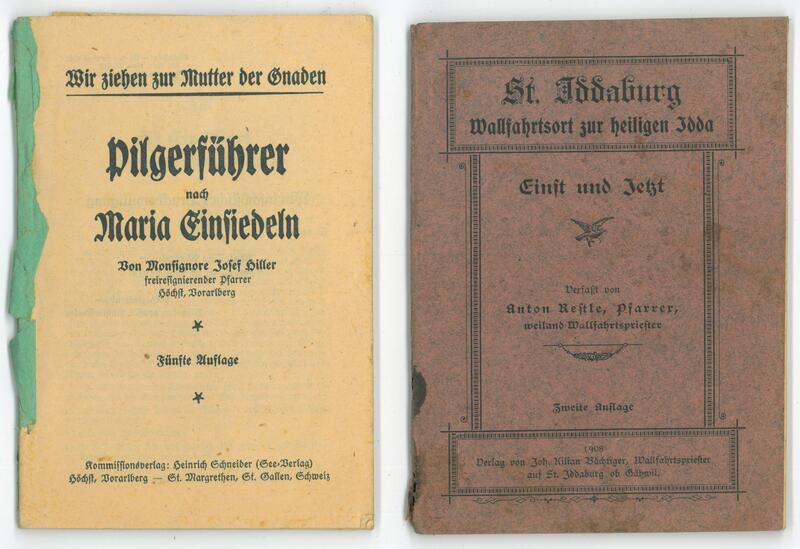 Wir ziehen zur Mutter der Gnaden
Pilgerführer
nach
Maria Einsiedeln
Von Monsignore Josef Hiller
freiresignierender Pfarrer
Höchst, Vorarlberg
Fünfte Auflage
Kommissionsverlag: Heinrich Schneider (See-Verlag)
Höchst, Vorarlberg — St. Margrethen, St. Gallen, Schweiz
St. Iddaburg
Wallfahrtsort zur heiligen Idda
Einst und Jetzt
Verfaßt von
Anton Restle, Pfarrer,
weiland Wallfahrtspriester
Zweite Auflage
1908
Verlag von Joh. Kilian Bächtiger, Wallfahrtspriester
auf St. Iddaburg ob Gähwil.